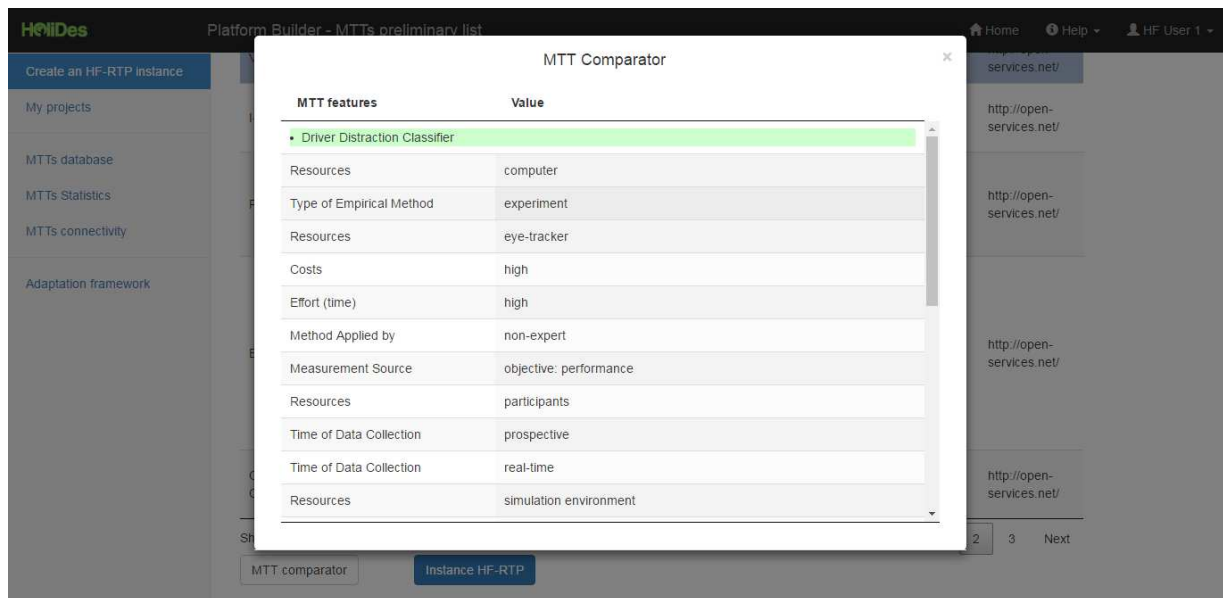 HoliDes
Platform Builder - MTTs preliminary list
Home
Help
HF User 1
Create an HF-RTP instance
My projects
MTTs database
MTTs Statistics
MTTs connectivity
Adaptation framework
MTT Comparator
×
MTT features Value
• Driver Distraction Classifier
Resources computer
Type of Empirical Method experiment
Resources eye-tracker
Costs high
Effort (time) high
Method Applied by non-expert
Measurement Source objective: performance
Resources participants
Time of Data Collection prospective
Time of Data Collection real-time
Resources simulation environment
services.net/
http://open-
services.net/
http://open-
services.net/
http://open-
services.net/
http://open-
services.net/
2 3 Next
MTT comparator
Instance HF-RTP